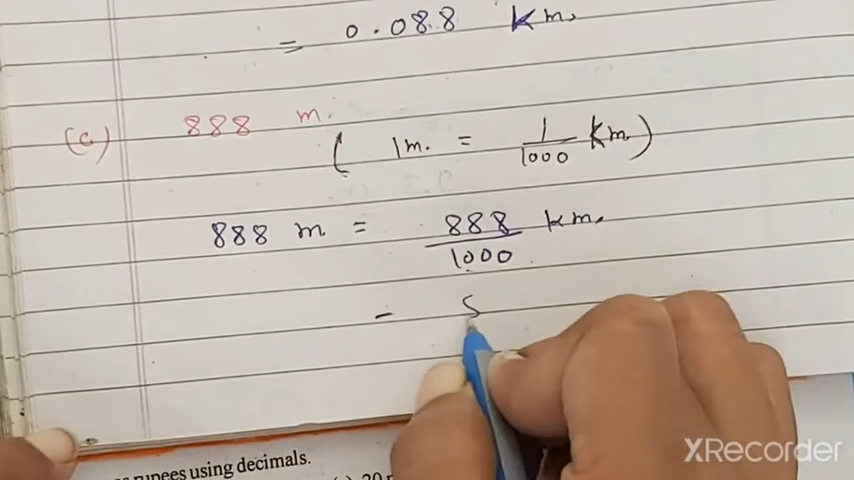 = 0.088 Km.
(c) 888 m.
( 1m. = 1/1000 Km )
888 m = 888/1000 km.
-
rupees using decimals.
XRecorder